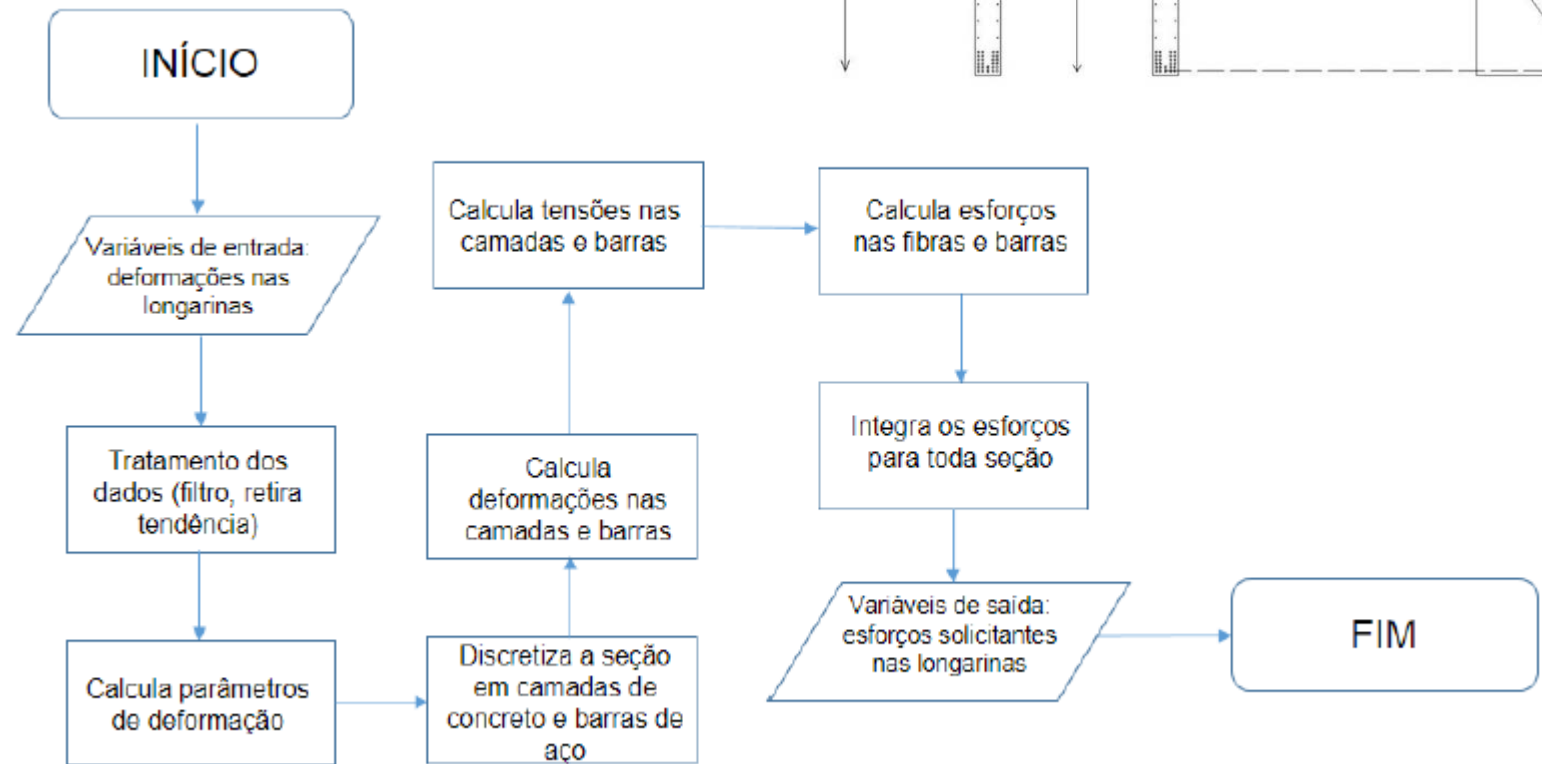 INÍCIO
Variáveis de entrada:
deformações nas
longarinas
Tratamento dos
dados (filtro, retira
tendência)
Calcula parâmetros
de deformação
Discretiza a seção
em camadas de
concreto e barras de
aço
Calcula
deformações nas
camadas e barras
Calcula tensões nas
camadas e barras
Calcula esforços
nas fibras e barras
Integra os esforços
para toda seção
Variáveis de saída:
esforços solicitantes
nas longarinas
FIM